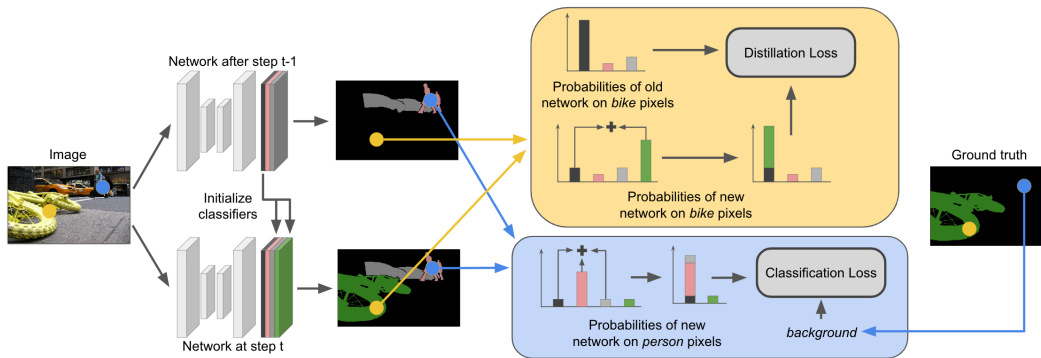 Network after step t-1
Image
Initialize
classifiers
Network at step t
Probabilities of old
network on bike pixels
Distillation Loss
Probabilities of new
network on bike pixels
Probabilities of new
network on person pixels
Classification Loss
background
Ground truth